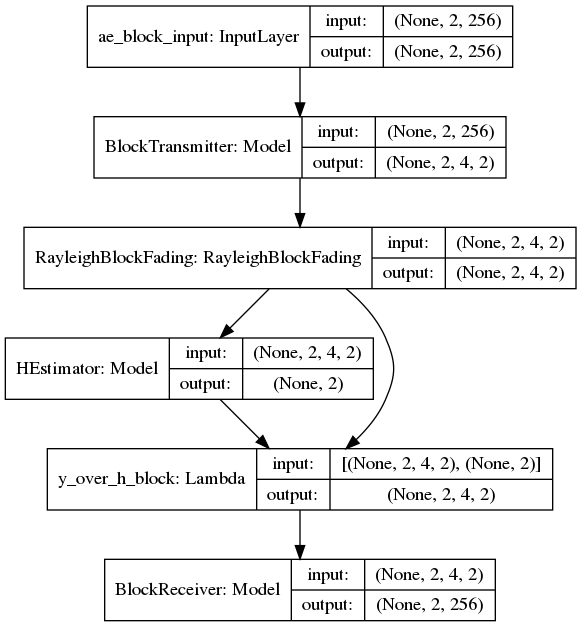 ae_block_input: InputLayer
input: (None, 2, 256)
output: (None, 2, 256)
BlockTransmitter: Model
input: (None, 2, 256)
output: (None, 2, 4, 2)
RayleighBlockFading: RayleighBlockFading
input: (None, 2, 4, 2)
output: (None, 2, 4, 2)
HEstimator: Model
input: (None, 2, 4, 2)
output: (None, 2)
y_over_h_block: Lambda
input: [(None, 2, 4, 2), (None, 2)]
output: (None, 2, 4, 2)
BlockReceiver: Model
input: (None, 2, 4, 2)
output: (None, 2, 256)